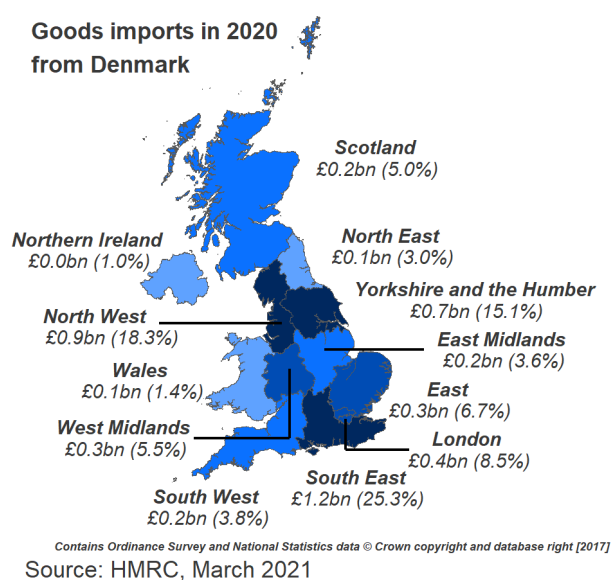 Goods imports in 2020
from Denmark
Scotland
£0.2bn (5.0%)
Northern Ireland
£0.0bn (1.0%)
North East
£0.1bn (3.0%)
Yorkshire and the Humber
£0.7bn (15.1%)
North West
£0.9bn (18.3%)
East Midlands
£0.2bn (3.6%)
Wales
£0.1bn (1.4%)
East
£0.3bn (6.7%)
West Midlands
£0.3bn (5.5%)
London
£0.4bn (8.5%)
South East
£1.2bn (25.3%)
South West
£0.2bn (3.8%)
Contains Ordinance Survey and National Statistics data © Crown copyright and database right [2017]
Source: HMRC, March 2021